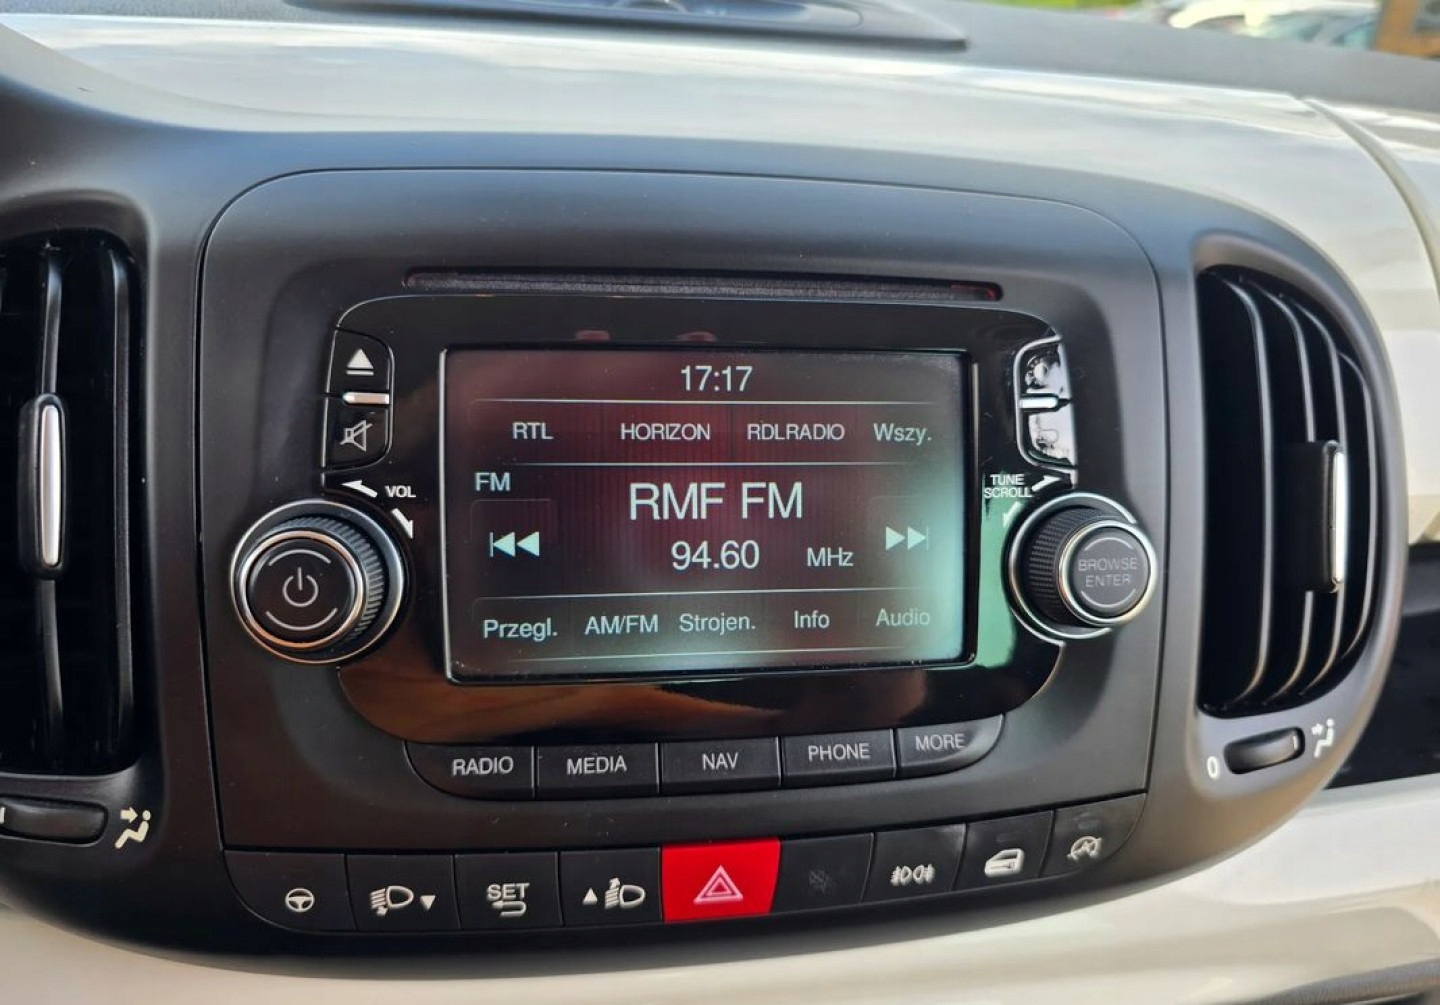 17:17
RTL HORIZON RDLRADIO Wszy.
FM
RMF FM
94.60 MHz
Przegl. AM/FM Strojen. Info Audio
VOL
TUNE
SCROLL
BROWSE
ENTER
RADIO MEDIA NAV PHONE MORE
0
SET